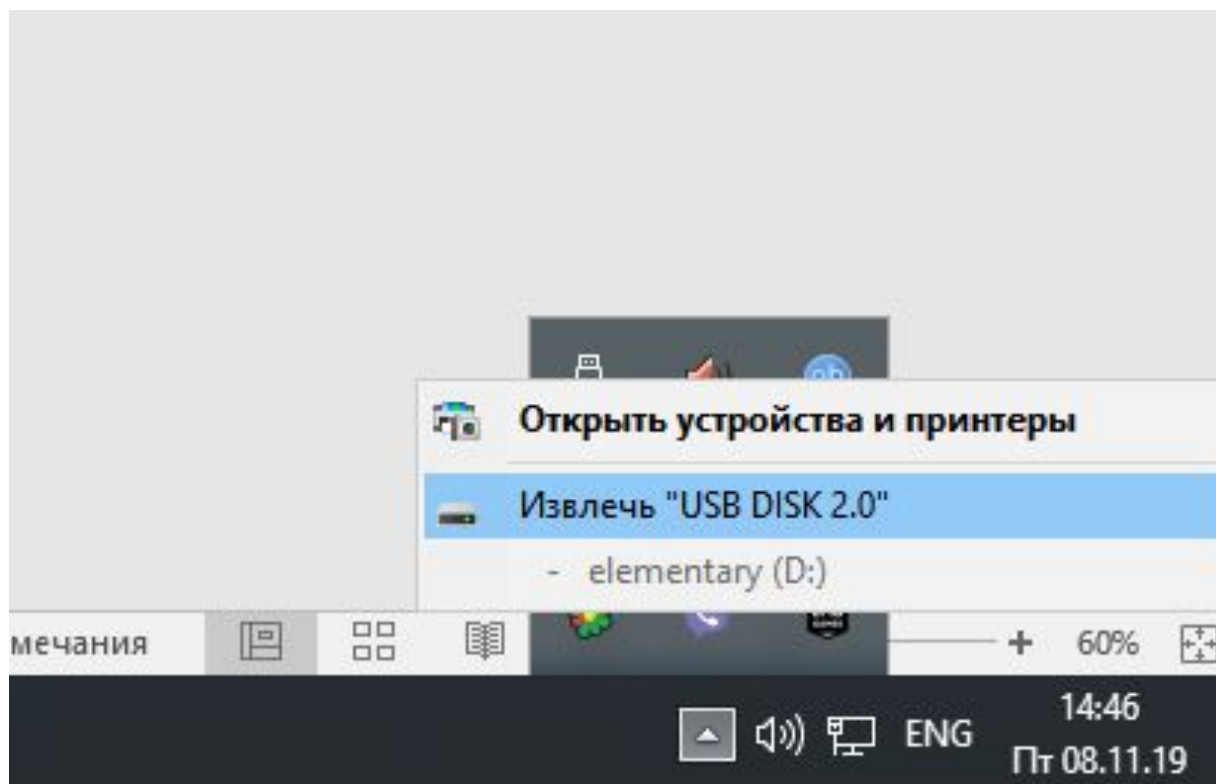 Открыть устройства и принтеры
Извлечь "USB DISK 2.0"
- elementary (D:)
мечания
60%
ENG
14:46
Пт 08.11.19